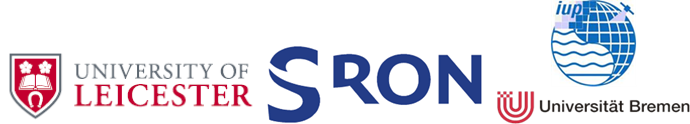 UNIVERSITY OF
LEICESTER
SRON
iup
Universität Bremen